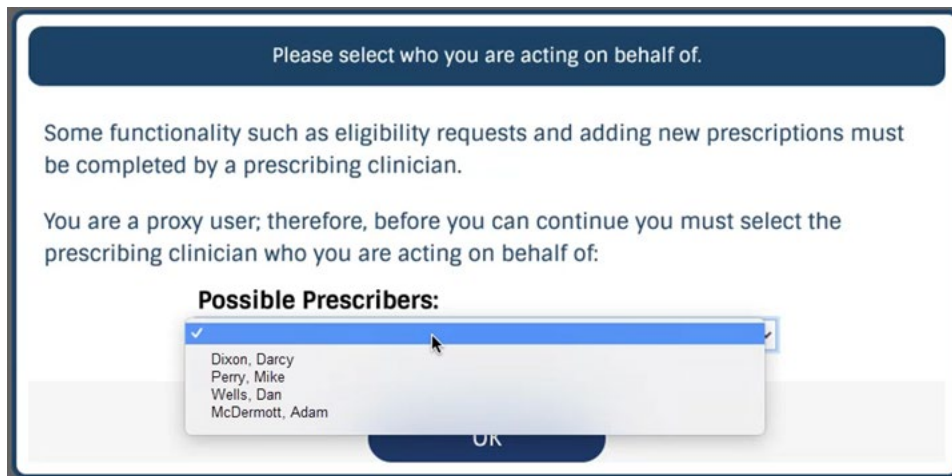 Please select who you are acting on behalf of.
Some functionality such as eligibility requests and adding new prescriptions must
be completed by a prescribing clinician.
You are a proxy user; therefore, before you can continue you must select the
prescribing clinician who you are acting on behalf of:
Possible Prescribers:
Dixon, Darcy
Perry, Mike
Wells, Dan
McDermott, Adam
OK